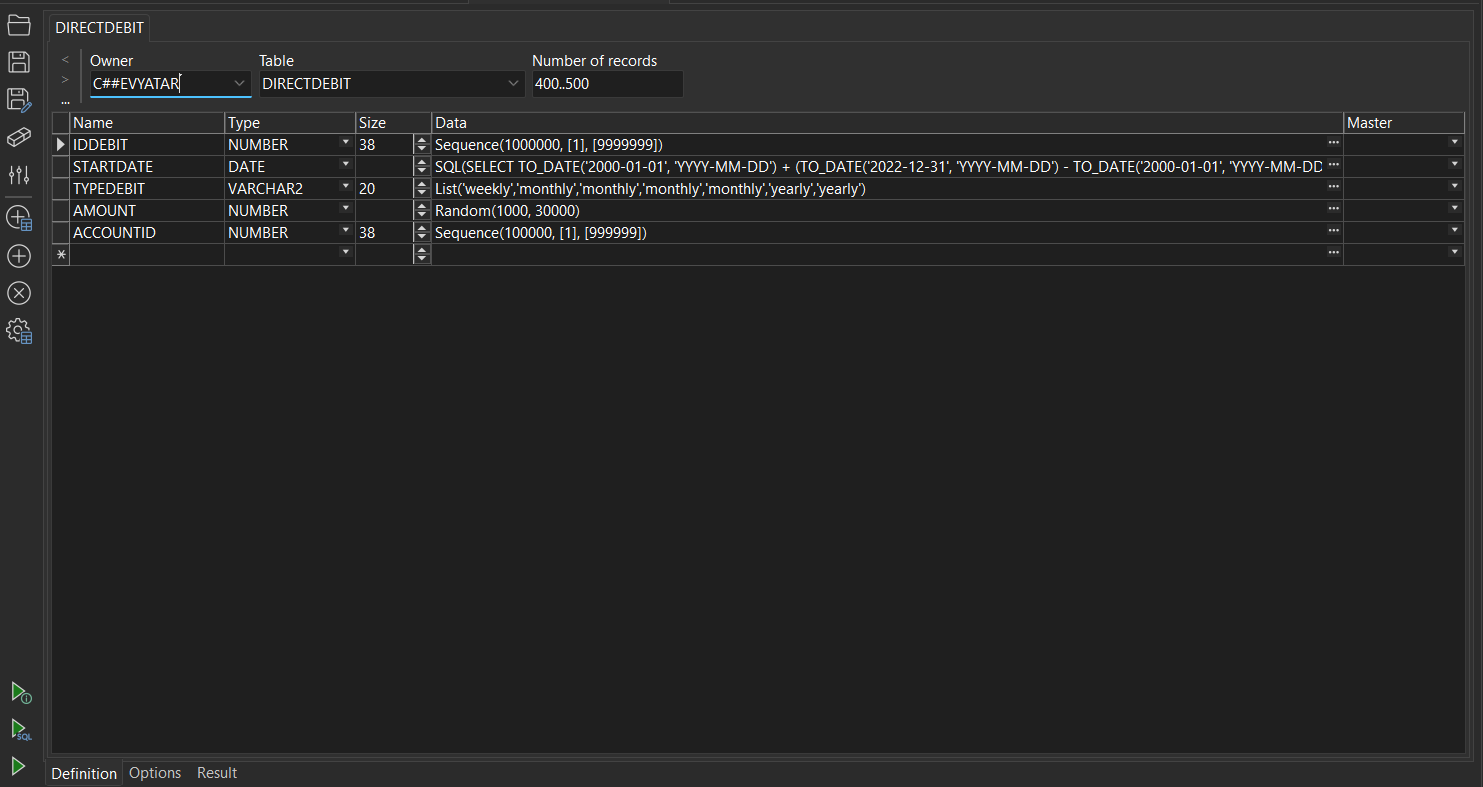 DIRECTDEBIT
< Owner Table Number of records
> C##EVYATAR DIRECTDEBIT 400..500
...
Name Type Size Data Master
IDDEBIT NUMBER 38 Sequence(1000000, [1], [9999999]) ...
STARTDATE DATE SQL(SELECT TO_DATE('2000-01-01', 'YYYY-MM-DD') + (TO_DATE('2022-12-31', 'YYYY-MM-DD') - TO_DATE('2000-01-01', 'YYYY-MM-DD ...
TYPEDEBIT VARCHAR2 20 List('weekly','monthly','monthly','monthly','monthly','yearly','yearly') ...
AMOUNT NUMBER Random(1000, 30000) ...
ACCOUNTID NUMBER 38 Sequence(100000, [1], [999999]) ...
* ...
SQL
Definition Options Result